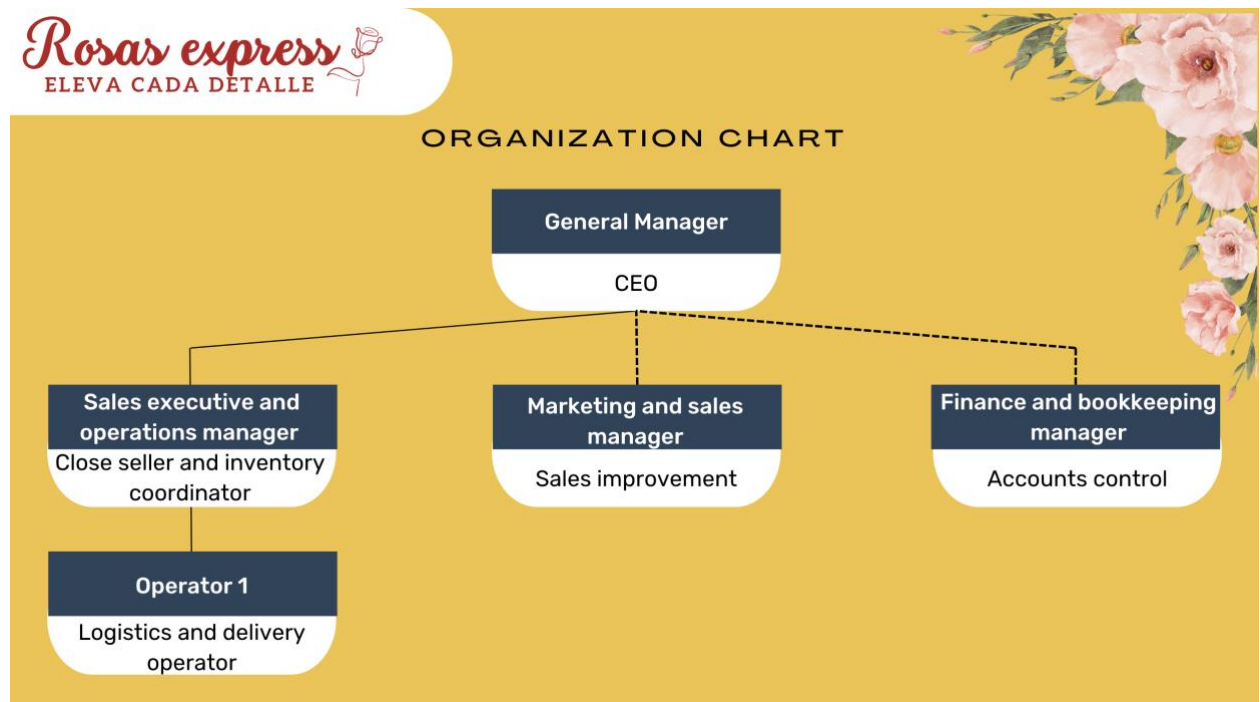 Rosas express
ELEVA CADA DETALLE
ORGANIZATION CHART
General Manager
CEO
Sales executive and
operations manager
Close seller and inventory
coordinator
Marketing and sales
manager
Sales improvement
Finance and bookkeeping
manager
Accounts control
Operator 1
Logistics and delivery
operator